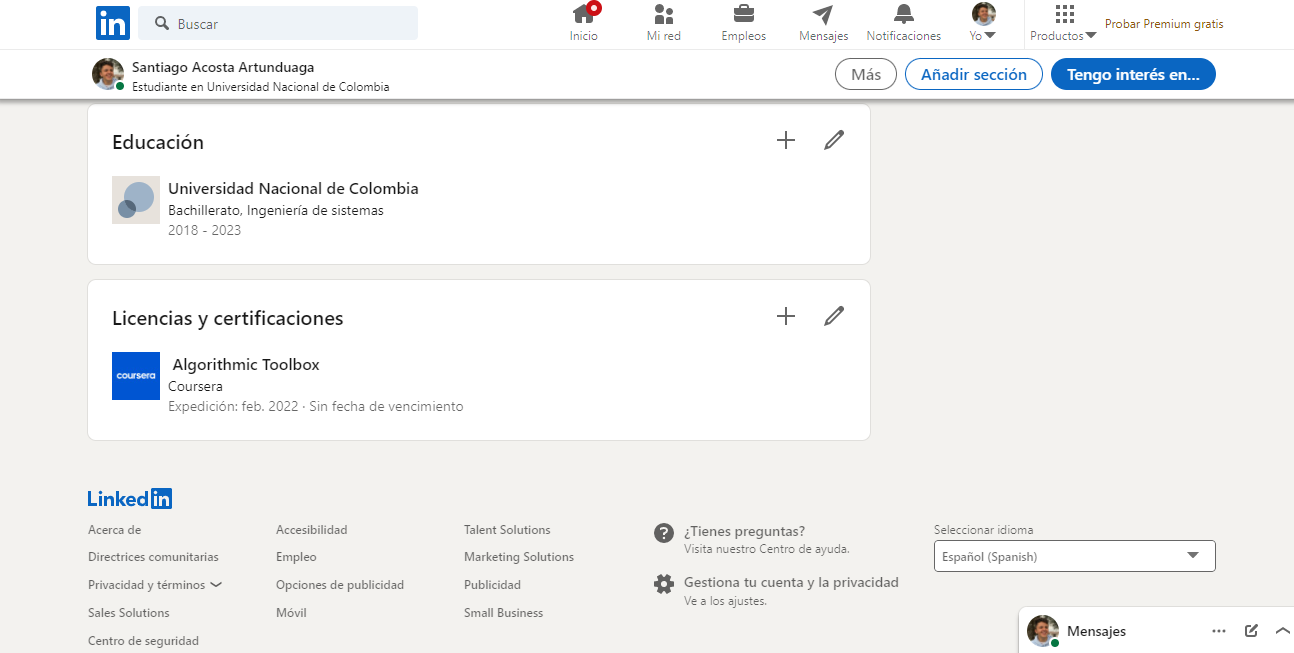 in
Buscar
Inicio
Mi red
Empleos
Mensajes
Notificaciones
Yo
Productos
Probar Premium gratis
Santiago Acosta Artunduaga
Estudiante en Universidad Nacional de Colombia
Más
Añadir sección
Tengo interés en...
Educación
Universidad Nacional de Colombia
Bachillerato, Ingeniería de sistemas
2018 - 2023
Licencias y certificaciones
coursera
Algorithmic Toolbox
Coursera
Expedición: feb. 2022 · Sin fecha de vencimiento
Linked in
Acerca de
Directrices comunitarias
Privacidad y términos
Sales Solutions
Centro de seguridad
Accesibilidad
Empleo
Opciones de publicidad
Móvil
Talent Solutions
Marketing Solutions
Publicidad
Small Business
¿Tienes preguntas?
Visita nuestro Centro de ayuda.
Gestiona tu cuenta y la privacidad
Ve a los ajustes.
Seleccionar idioma
Español (Spanish)
Mensajes